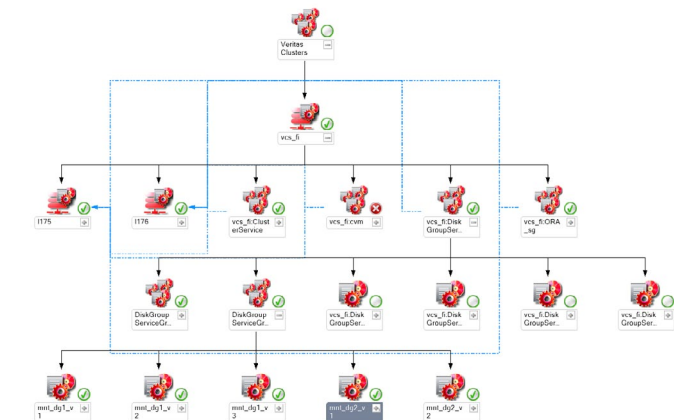 Veritas
Clusters
vcs_fi
l175
l176
vcs_fi:Clust
erService
vcs_fi:cvm
vcs_fi:Disk
GroupSer...
vcs_fi:ORA
_sg
DiskGroup
ServiceGr...
DiskGroup
ServiceGr...
vcs_fi:Disk
GroupSer...
vcs_fi:Disk
GroupSer...
vcs_fi:Disk
GroupSer...
vcs_fi:Disk
GroupSer...
mnt_dg1_v
1
mnt_dg1_v
2
mnt_dg1_v
3
mnt_dg2_v
1
mnt_dg2_v
2